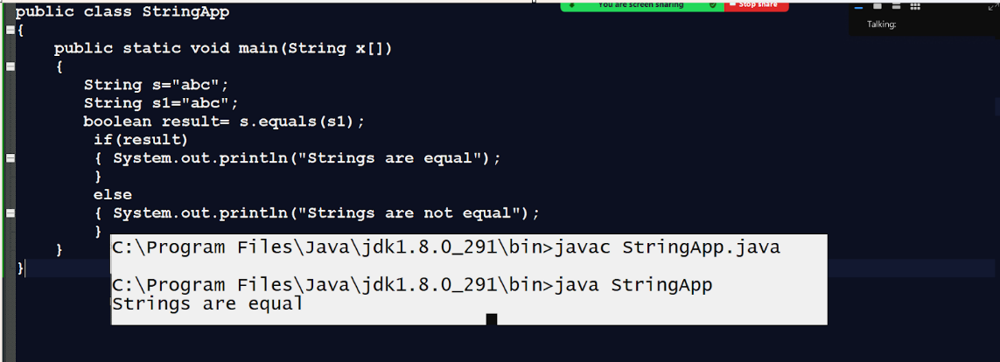 public class StringApp
You are screen sharing
Stop share
{
Talking:
public static void main(String x[])
{
String s="abc";
String s1="abc";
boolean result= s.equals(s1);
if(result)
{ System.out.println("Strings are equal");
}
else
{ System.out.println("Strings are not equal");
}
}
}
C:\Program Files\Java\jdk1.8.0_291\bin>javac StringApp.java
C:\Program Files\Java\jdk1.8.0_291\bin>java StringApp
Strings are equal